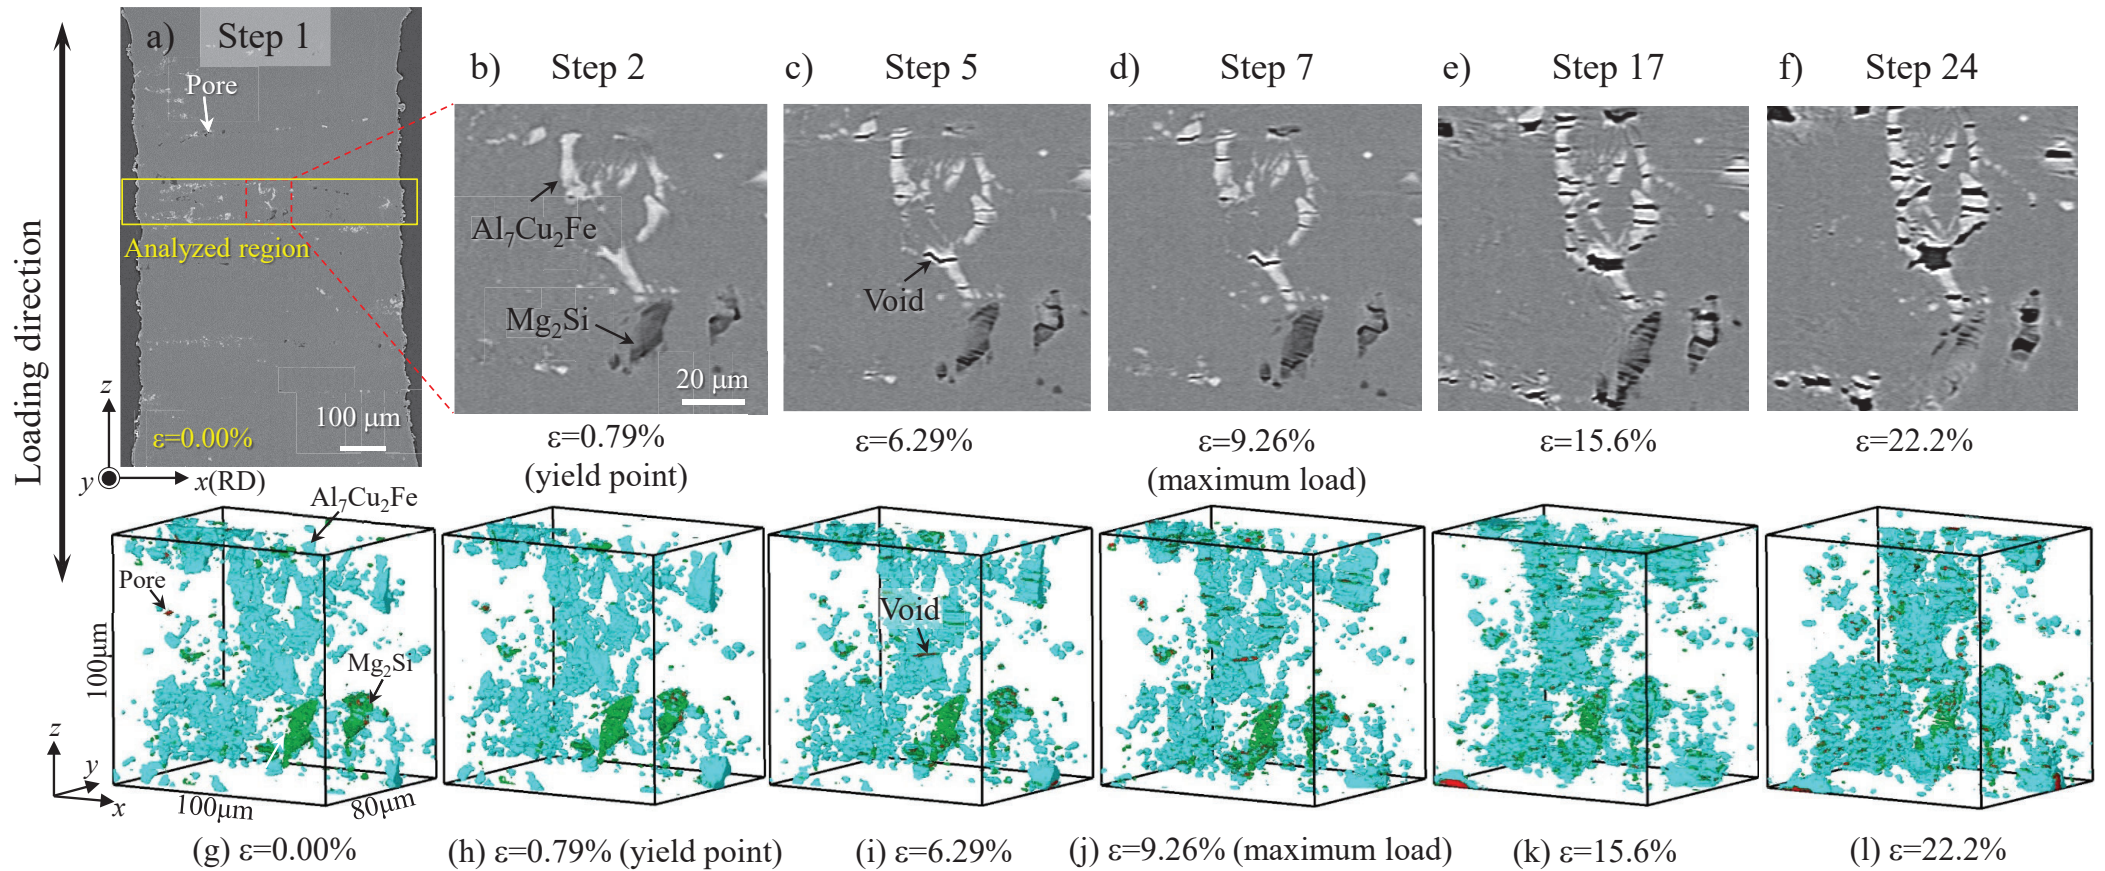 Loading direction
a) Step 1
Pore
Analyzed region
100 μm
ε=0.00%
z
y
x(RD)
b) Step 2
Al₇Cu₂Fe
Mg₂Si
20 μm
ε=0.79%
(yield point)
c) Step 5
Void
ε=6.29%
d) Step 7
ε=9.26%
(maximum load)
e) Step 17
ε=15.6%
f) Step 24
ε=22.2%
Al₇Cu₂Fe
Pore
Mg₂Si
100μm
z
y
x
100μm
80μm
(g) ε=0.00%
(h) ε=0.79% (yield point)
Void
(i) ε=6.29%
(j) ε=9.26% (maximum load)
(k) ε=15.6%
(l) ε=22.2%